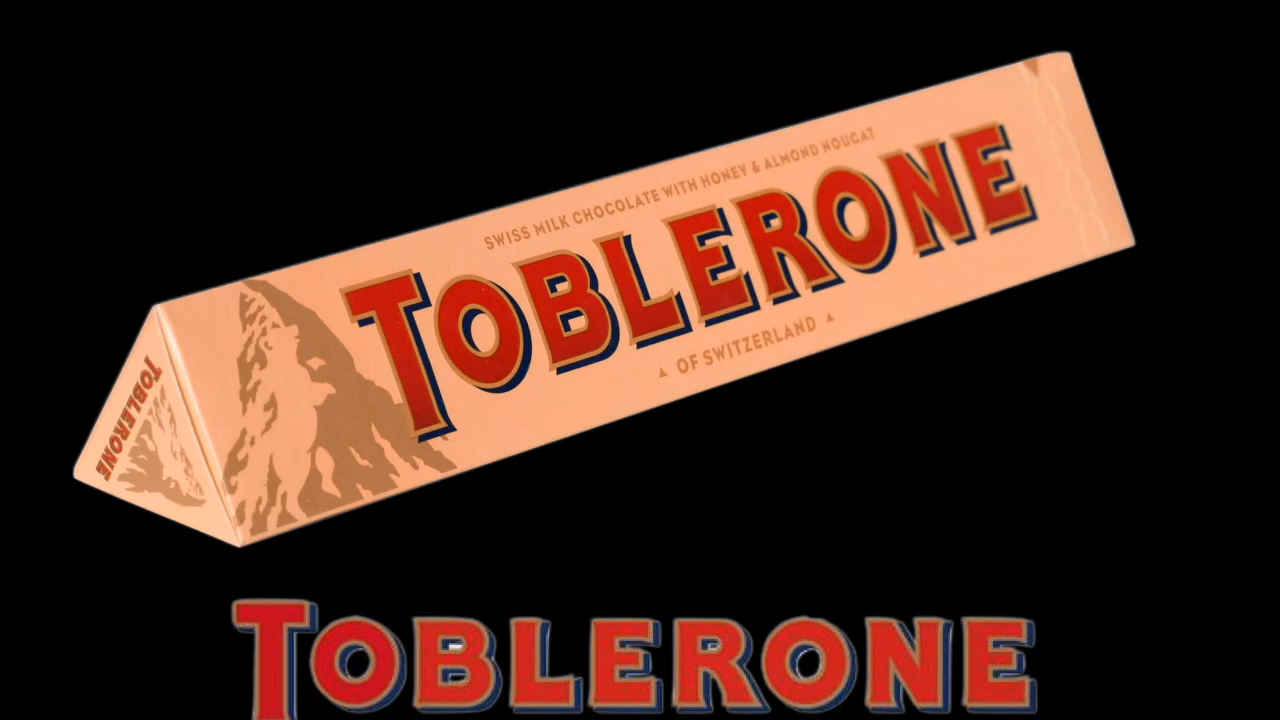 SWISS MILK CHOCOLATE WITH HONEY & ALMOND NOUGAT
TOBLERONE
▲ OF SWITZERLAND ▲
TOBLERONE
TOBLERONE